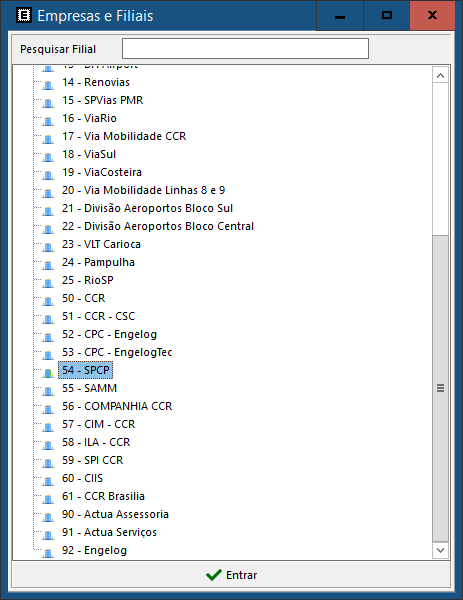 Empresas e Filiais
Pesquisar Filial
14 - Renovias
15 - SPVias PMR
16 - ViaRio
17 - Via Mobilidade CCR
18 - ViaSul
19 - ViaCosteira
20 - Via Mobilidade Linhas 8 e 9
21 - Divisão Aeroportos Bloco Sul
22 - Divisão Aeroportos Bloco Central
23 - VLT Carioca
24 - Pampulha
25 - RioSP
50 - CCR
51 - CCR - CSC
52 - CPC - Engelog
53 - CPC - EngelogTec
54 - SPCP
55 - SAMM
56 - COMPANHIA CCR
57 - CIM - CCR
58 - ILA - CCR
59 - SPI CCR
60 - CIIS
61 - CCR Brasilia
90 - Actua Assessoria
91 - Actua Serviços
92 - Engelog
Entrar